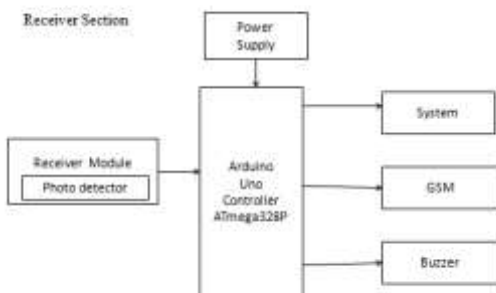 Receiver Section
Power
Supply
Receiver Module
Photo detector
Arduino
Uno
Controller
ATmega328P
System
GSM
Buzzer